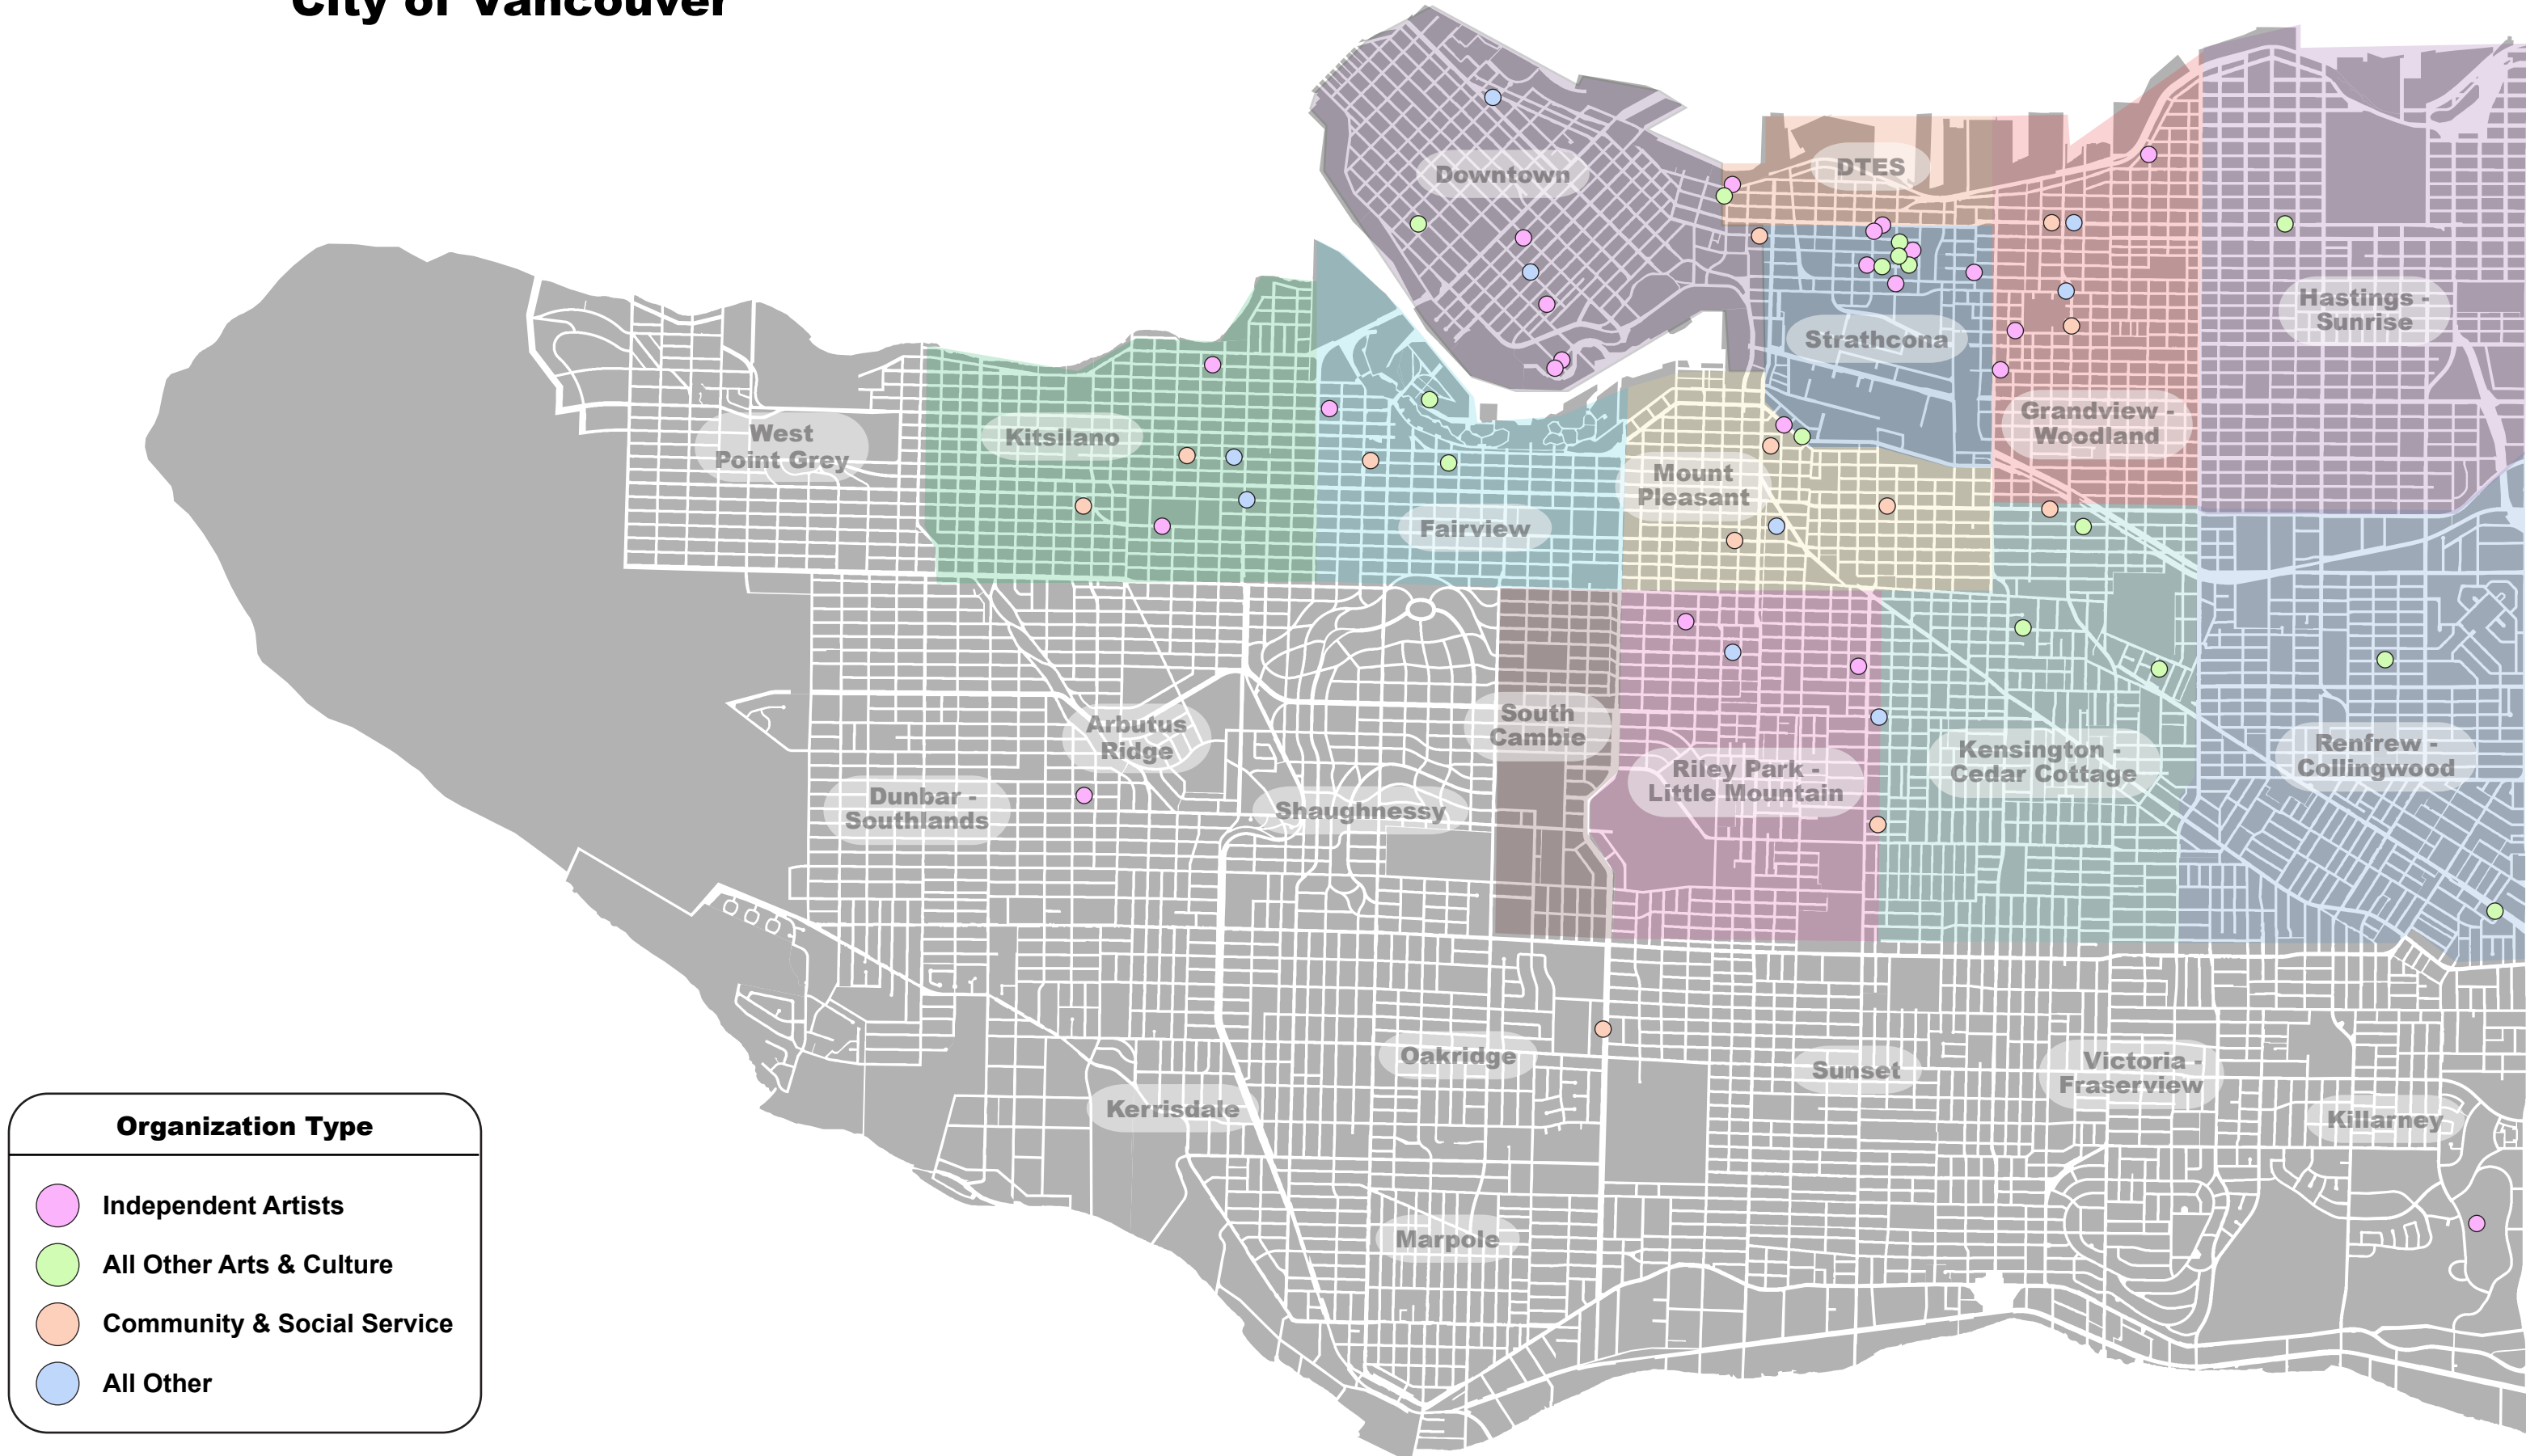 City of Vancouver
Downtown
DTES
Strathcona
Hastings -
Sunrise
Grandview -
Woodland
West
Point Grey
Kitsilano
Fairview
Mount
Pleasant
South
Cambie
Arbutus
Ridge
Riley Park -
Little Mountain
Kensington -
Cedar Cottage
Renfrew -
Collingwood
Dunbar -
Southlands
Shaughnessy
Oakridge
Sunset
Victoria -
Fraserview
Kerrisdale
Killarney
Marpole
Organization Type
Independent Artists
All Other Arts & Culture
Community & Social Service
All Other